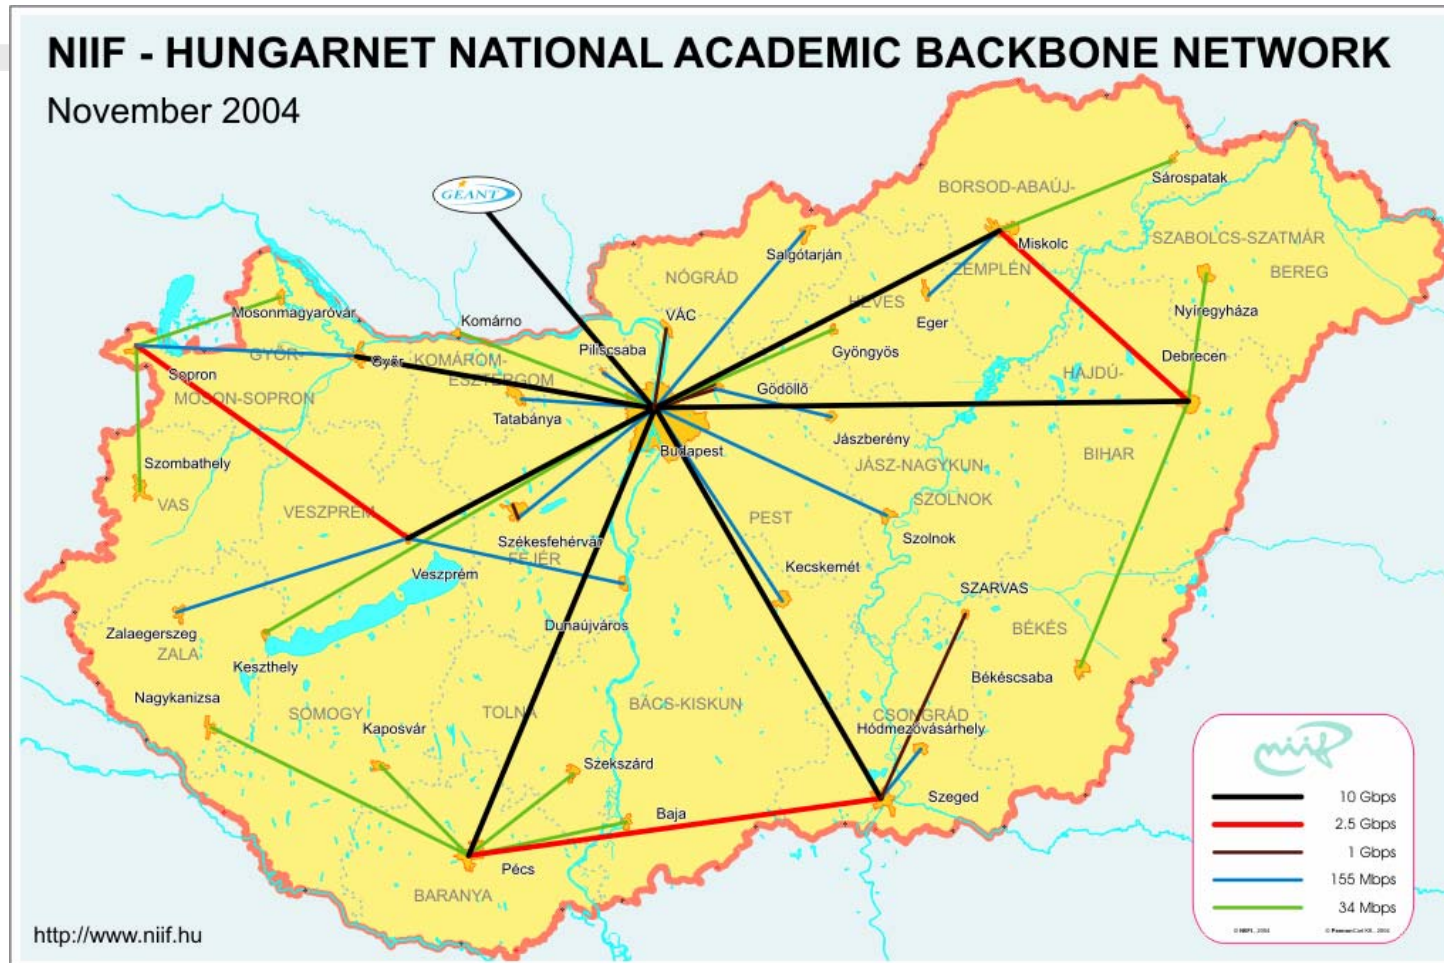 NIIF - HUNGARNET NATIONAL ACADEMIC BACKBONE NETWORK
November 2004
GEANT
BORSOD-ABAÚJ-
Sárospatak
Miskolc
SZABOLCS-SZATMÁR
Salgótarján
NÓGRÁD
ZEMPLÉN
BEREG
HEVES
Mosonmagyaróvár
Komárno
VÁC
Eger
Nyíregyháza
Piliscsaba
Gyöngyös
Debrecen
GYŐR-
Győr
KOMÁROM-
Sopron
ESZTERGOM
Gödöllő
HAJDÚ-
MOSON-SOPRON
Tatabánya
Jászberény
Budapest
BIHAR
Szombathely
JÁSZ-NAGYKUN-
VAS
VESZPRÉM
PEST
SZOLNOK
Székesfehérvár
Szolnok
FEJÉR
Veszprém
Kecskemét
SZARVAS
Zalaegerszeg
Dunaújváros
BÉKÉS
ZALA
Keszthely
Békéscsaba
Nagykanizsa
SOMOGY
TOLNA
BÁCS-KISKUN
CSONGRÁD
Kaposvár
Hódmezővásárhely
Szekszárd
Baja
Szeged
Pécs
BARANYA
niif
10 Gbps
2.5 Gbps
1 Gbps
155 Mbps
34 Mbps
http://www.niif.hu